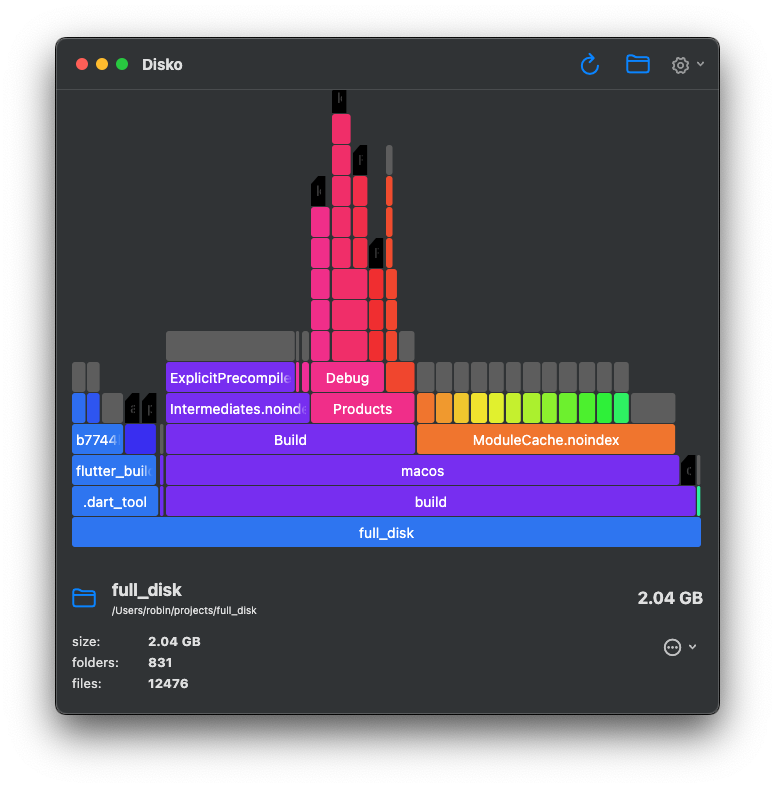 Disko
ExplicitPrecompile
Debug
Intermediates.noinde
Products
b7744
Build
ModuleCache.noindex
flutter_buil
macos
.dart_tool
build
full_disk
full_disk
/Users/robin/projects/full_disk
2.04 GB
size: 2.04 GB
folders: 831
files: 12476